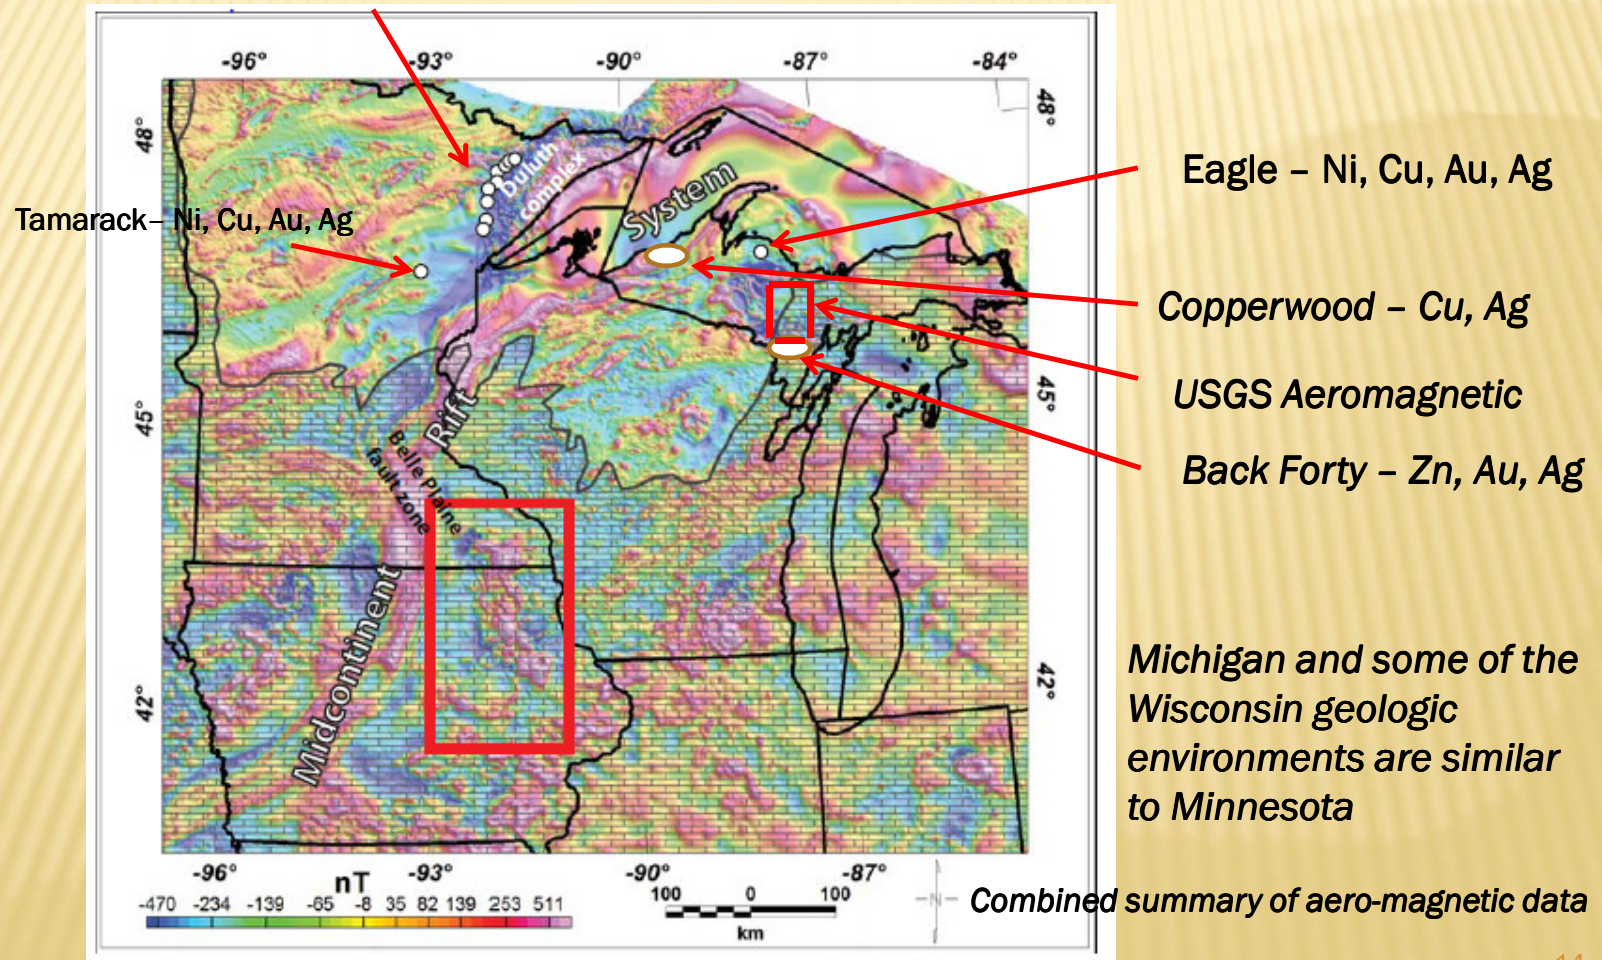 -96° -93° -90° -87° -84°
48° 48°
Duluth
complex
System
Eagle – Ni, Cu, Au, Ag
Tamarack– Ni, Cu, Au, Ag
Copperwood – Cu, Ag
USGS Aeromagnetic
45° 45°
Rift
Belle Plaine
fault zone
Back Forty – Zn, Au, Ag
Midcontinent
42° 42°
Michigan and some of the
Wisconsin geologic
environments are similar
to Minnesota
-96° -93° -90° -87°
nT
-470 -234 -139 -65 -8 35 82 139 253 511
100 0 100
km
N
Combined summary of aero-magnetic data